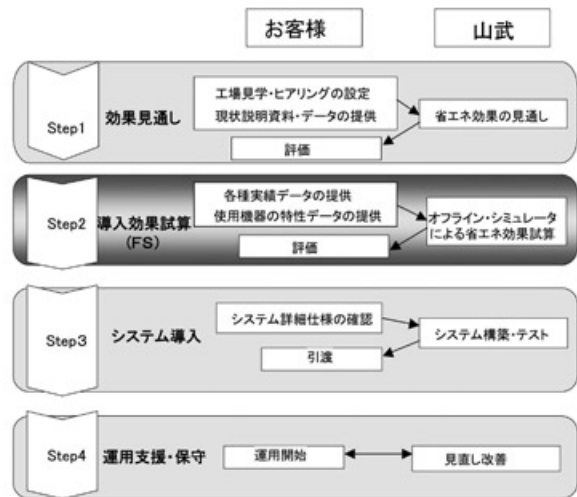 お客様
山武
Step1
効果見通し
工場見学・ヒアリングの設定
現状説明資料・データの提供
省エネ効果の見通し
評価
Step2
導入効果試算
(FS)
各種実績データの提供
使用機器の特性データの提供
オフライン・シミュレータ
による省エネ効果試算
評価
Step3
システム導入
システム詳細仕様の確認
システム構築・テスト
引渡
Step4
運用支援・保守
運用開始
見直し改善